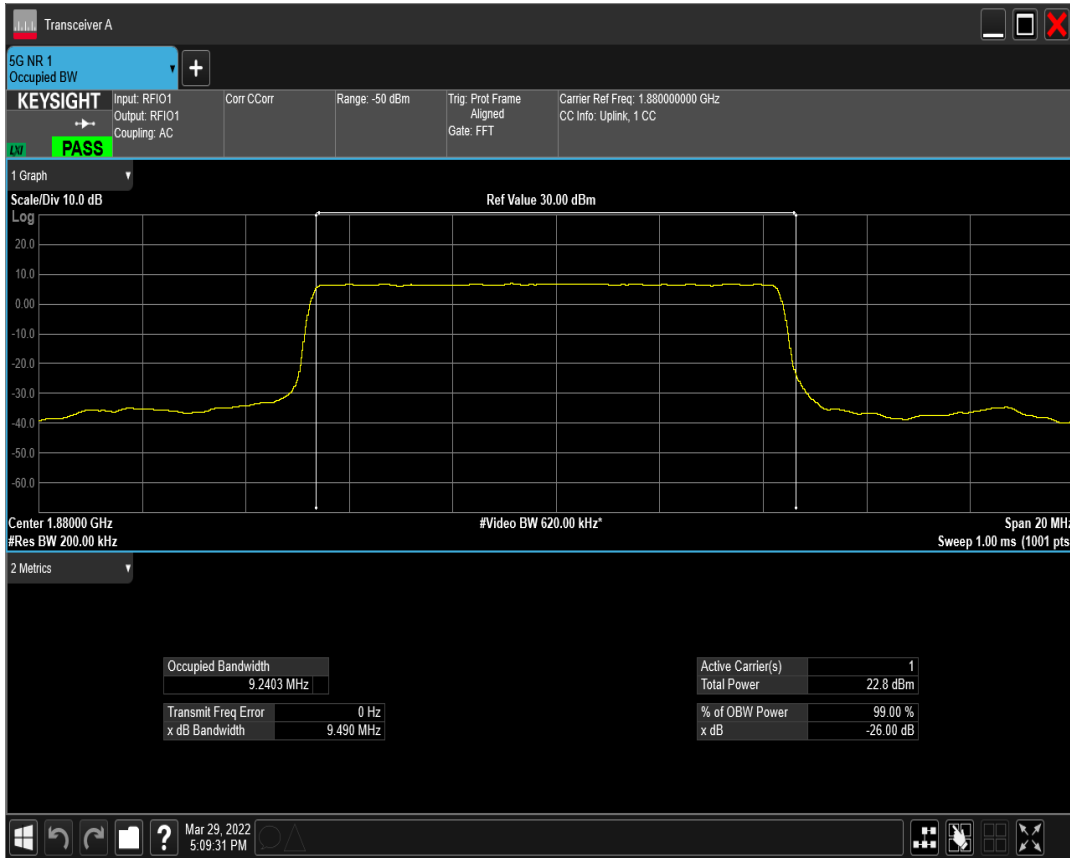 Transceiver A
5G NR 1
Occupied BW
+
KEYSIGHT
LXI
PASS
Input: RFIO1
Output: RFIO1
Coupling: AC
Corr CCorr
Range: -50 dBm
Trig: Prot Frame
Aligned
Gate: FFT
Carrier Ref Freq: 1.880000000 GHz
CC Info: Uplink, 1 CC
1 Graph
Scale/Div 10.0 dB
Ref Value 30.00 dBm
Log
20.0
10.0
0.00
-10.0
-20.0
-30.0
-40.0
-50.0
-60.0
Center 1.88000 GHz
#Video BW 620.00 kHz*
Span 20 MHz
#Res BW 200.00 kHz
Sweep 1.00 ms (1001 pts
2 Metrics
Occupied Bandwidth
9.2403 MHz
Transmit Freq Error 0 Hz
x dB Bandwidth 9.490 MHz
Active Carrier(s) 1
Total Power 22.8 dBm
% of OBW Power 99.00 %
x dB -26.00 dB
?
Mar 29, 2022
5:09:31 PM